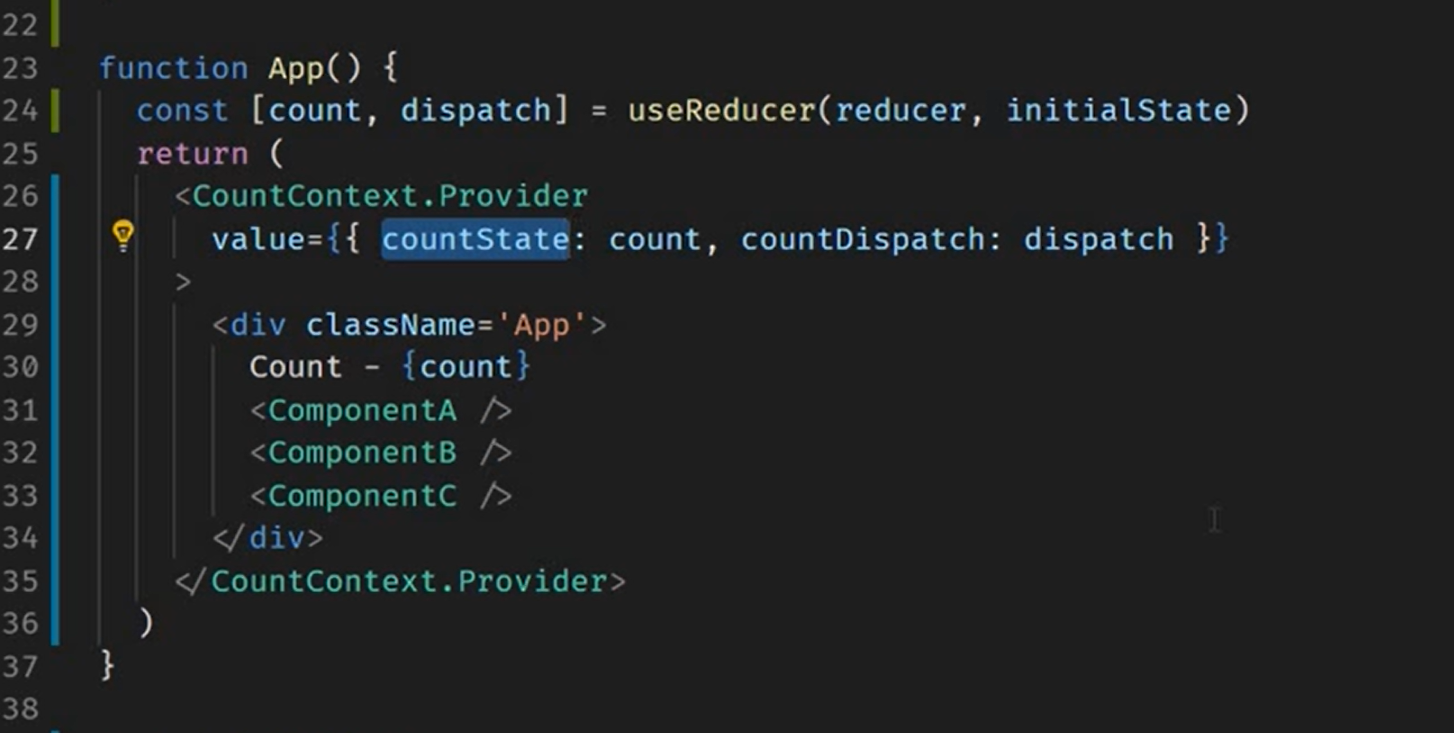 22
23 function App() {
24 const [count, dispatch] = useReducer(reducer, initialState)
25 return (
26 <CountContext.Provider
27 value={{ countState: count, countDispatch: dispatch }}
28 >
29 <div className='App'>
30 Count - {count}
31 <ComponentA />
32 <ComponentB />
33 <ComponentC />
34 </div>
35 </CountContext.Provider>
36 )
37 }
38